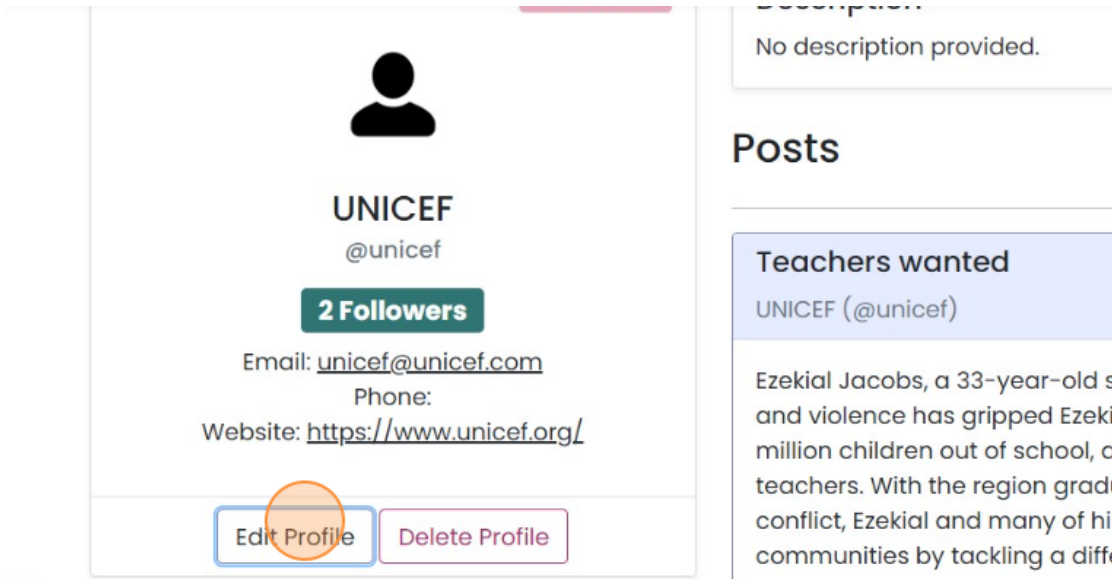 UNICEF
@unicef
2 Followers
Email: unicef@unicef.com
Phone:
Website: https://www.unicef.org/
Edit Profile Delete Profile
Description
No description provided.
Posts
Teachers wanted
UNICEF (@unicef)
Ezekial Jacobs, a 33-year-old
and violence has gripped
million children out of school,
teachers. With the region
conflict, Ezekial and many of
communities by tackling a